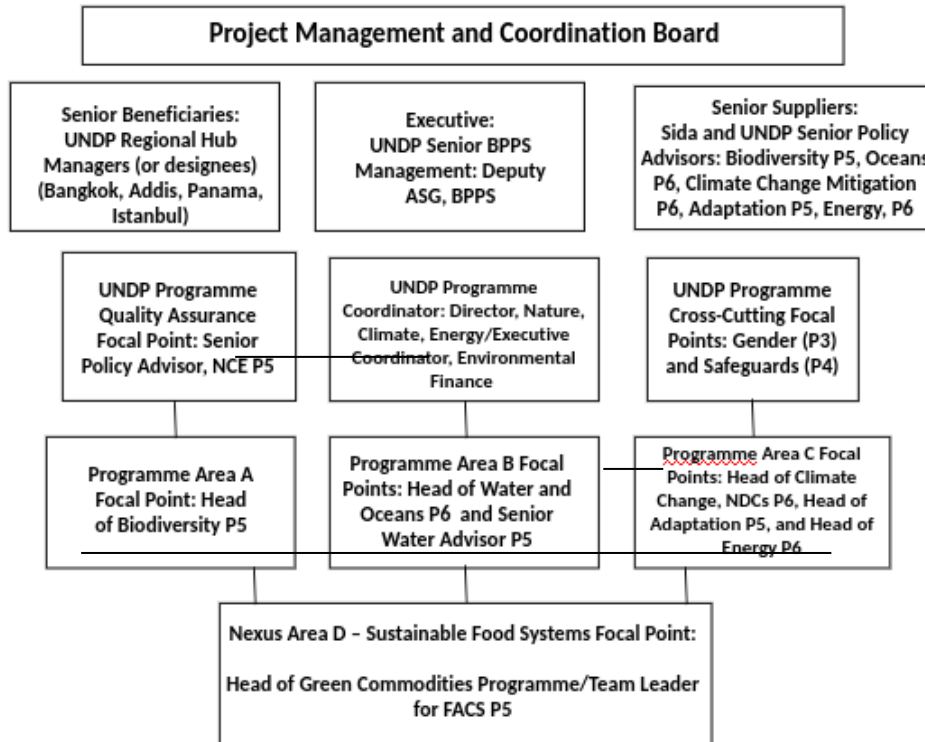 Project Management and Coordination Board
Senior Beneficiaries:
UNDP Regional Hub
Managers (or designees)
(Bangkok, Addis, Panama,
Istanbul)
Executive:
UNDP Senior BPPS
Management: Deputy
ASG, BPPS
Senior Suppliers:
Sida and UNDP Senior Policy
Advisors: Biodiversity P5, Oceans
P6, Climate Change Mitigation
P6, Adaptation P5, Energy, P6
UNDP Programme
Quality Assurance
Focal Point: Senior
Policy Advisor, NCE P5
UNDP Programme
Coordinator: Director, Nature,
Climate, Energy/Executive
Coordinator, Environmental
Finance
UNDP Programme
Cross-Cutting Focal
Points: Gender (P3)
and Safeguards (P4)
Programme Area A
Focal Point: Head
of Biodiversity P5
Programme Area B Focal
Points: Head of Water and
Oceans P6 and Senior
Water Advisor P5
Programme Area C Focal
Points: Head of Climate
Change, NDCs P6, Head of
Adaptation P5, and Head of
Energy P6
Nexus Area D – Sustainable Food Systems Focal Point:
Head of Green Commodities Programme/Team Leader
for FACS P5